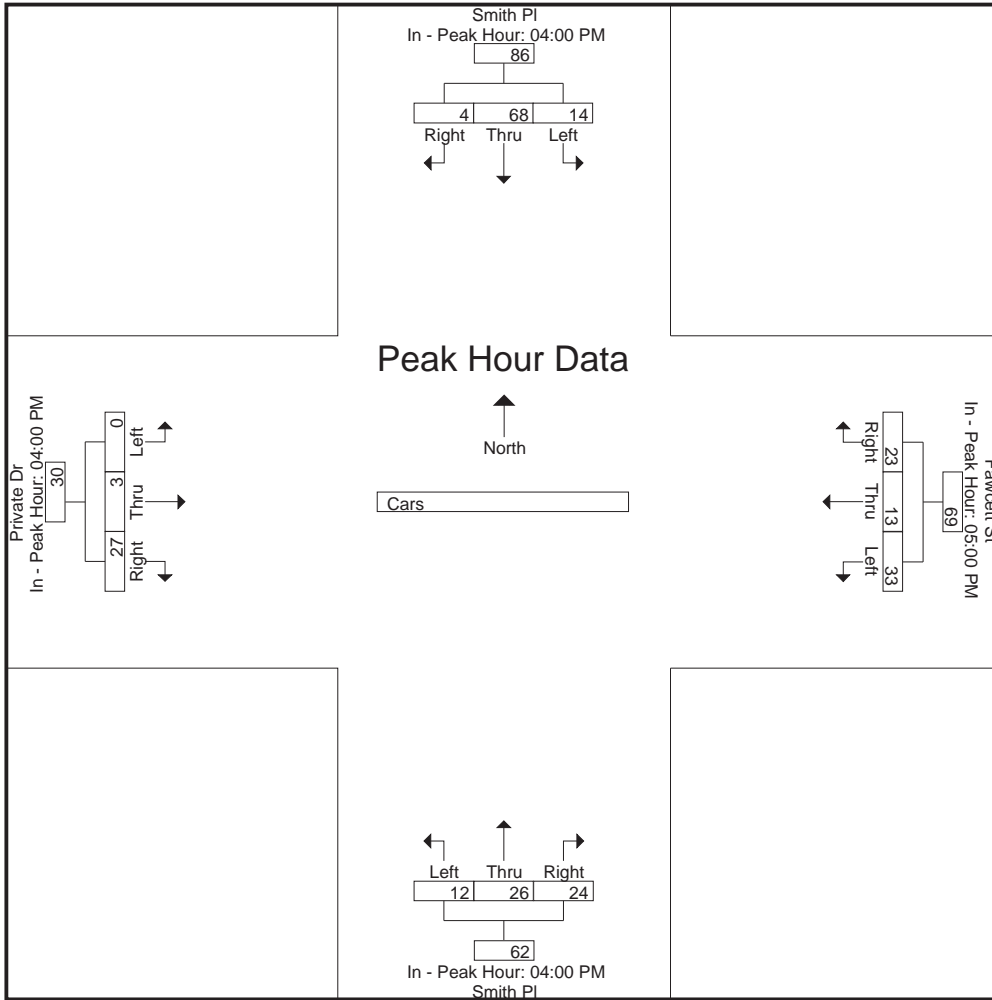 Smith Pl
In - Peak Hour: 04:00 PM
86
4 68 14
Right Thru Left
Peak Hour Data
North
Cars
Private Dr
In - Peak Hour: 04:00 PM
30
0 3 27
Left Thru Right
Fawcett St
In - Peak Hour: 05:00 PM
69
23 13 33
Right Thru Left
Left Thru Right
12 26 24
62
In - Peak Hour: 04:00 PM
Smith Pl